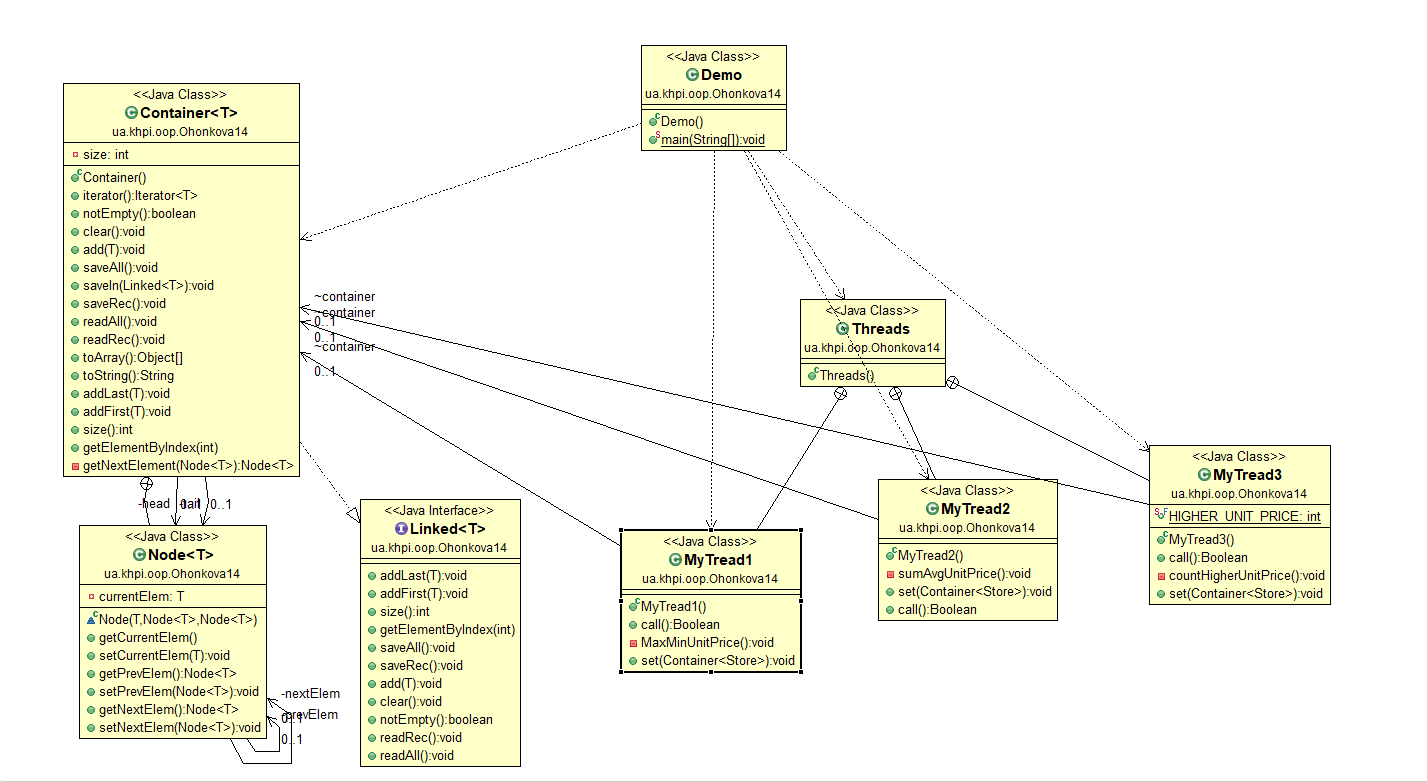 <<Java Class>>
Demo
ua.khpi.oop.Ohonkova14
Demo()
main(String[]):void
<<Java Class>>
Container<T>
ua.khpi.oop.Ohonkova14
size: int
Container()
iterator():Iterator<T>
notEmpty():boolean
clear():void
add(T):void
saveAll():void
saveIn(Linked<T>):void
saveRec():void
readAll():void
readRec():void
toArray():Object[]
toString():String
addLast(T):void
addFirst(T):void
size():int
getElementByIndex(int)
getNextElement(Node<T>):Node<T>
~container
~container
0..1
0..1
~container
0..1
<<Java Class>>
Threads
ua.khpi.oop.Ohonkova14
Threads()
-head
0..1
-tail
0..1
<<Java Class>>
Node<T>
ua.khpi.oop.Ohonkova14
currentElem: T
Node(T,Node<T>,Node<T>)
getCurrentElem()
setCurrentElem(T):void
getPrevElem():Node<T>
setPrevElem(Node<T>):void
getNextElem():Node<T>
setNextElem(Node<T>):void
-nextElem
-prevElem
0..1
0..1
<<Java Interface>>
Linked<T>
ua.khpi.oop.Ohonkova14
addLast(T):void
addFirst(T):void
size():int
getElementByIndex(int)
saveAll():void
saveRec():void
add(T):void
clear():void
notEmpty():boolean
readRec():void
readAll():void
<<Java Class>>
MyTread1
ua.khpi.oop.Ohonkova14
MyTread1()
call():Boolean
MaxMinUnitPrice():void
set(Container<Store>):void
<<Java Class>>
MyTread2
ua.khpi.oop.Ohonkova14
MyTread2()
sumAvgUnitPrice():void
set(Container<Store>):void
call():Boolean
<<Java Class>>
MyTread3
ua.khpi.oop.Ohonkova14
HIGHER_UNIT_PRICE: int
MyTread3()
call():Boolean
countHigherUnitPrice():void
set(Container<Store>):void